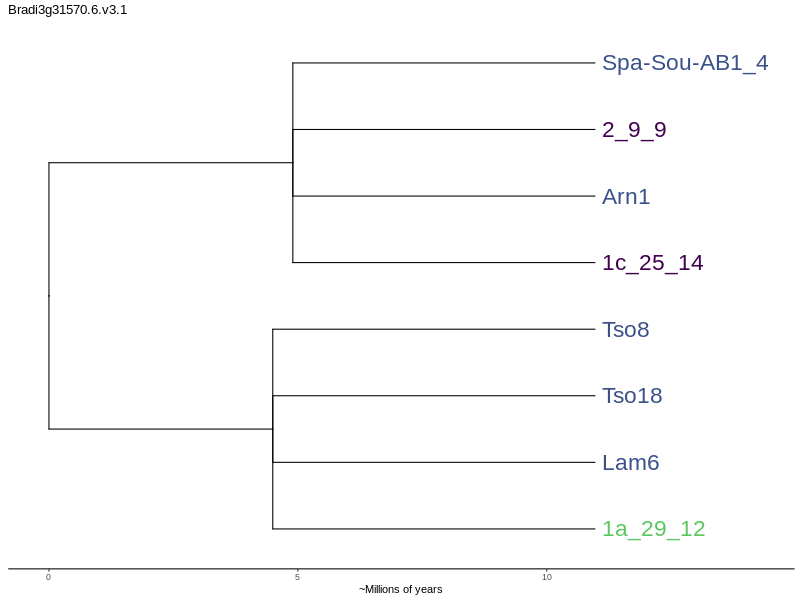 Bradi3g31570.6.v3.1
Spa-Sou-AB1_4
2_9_9
Arn1
1c_25_14
Tso8
Tso18
Lam6
1a_29_12
0 5 10
~Millions of years